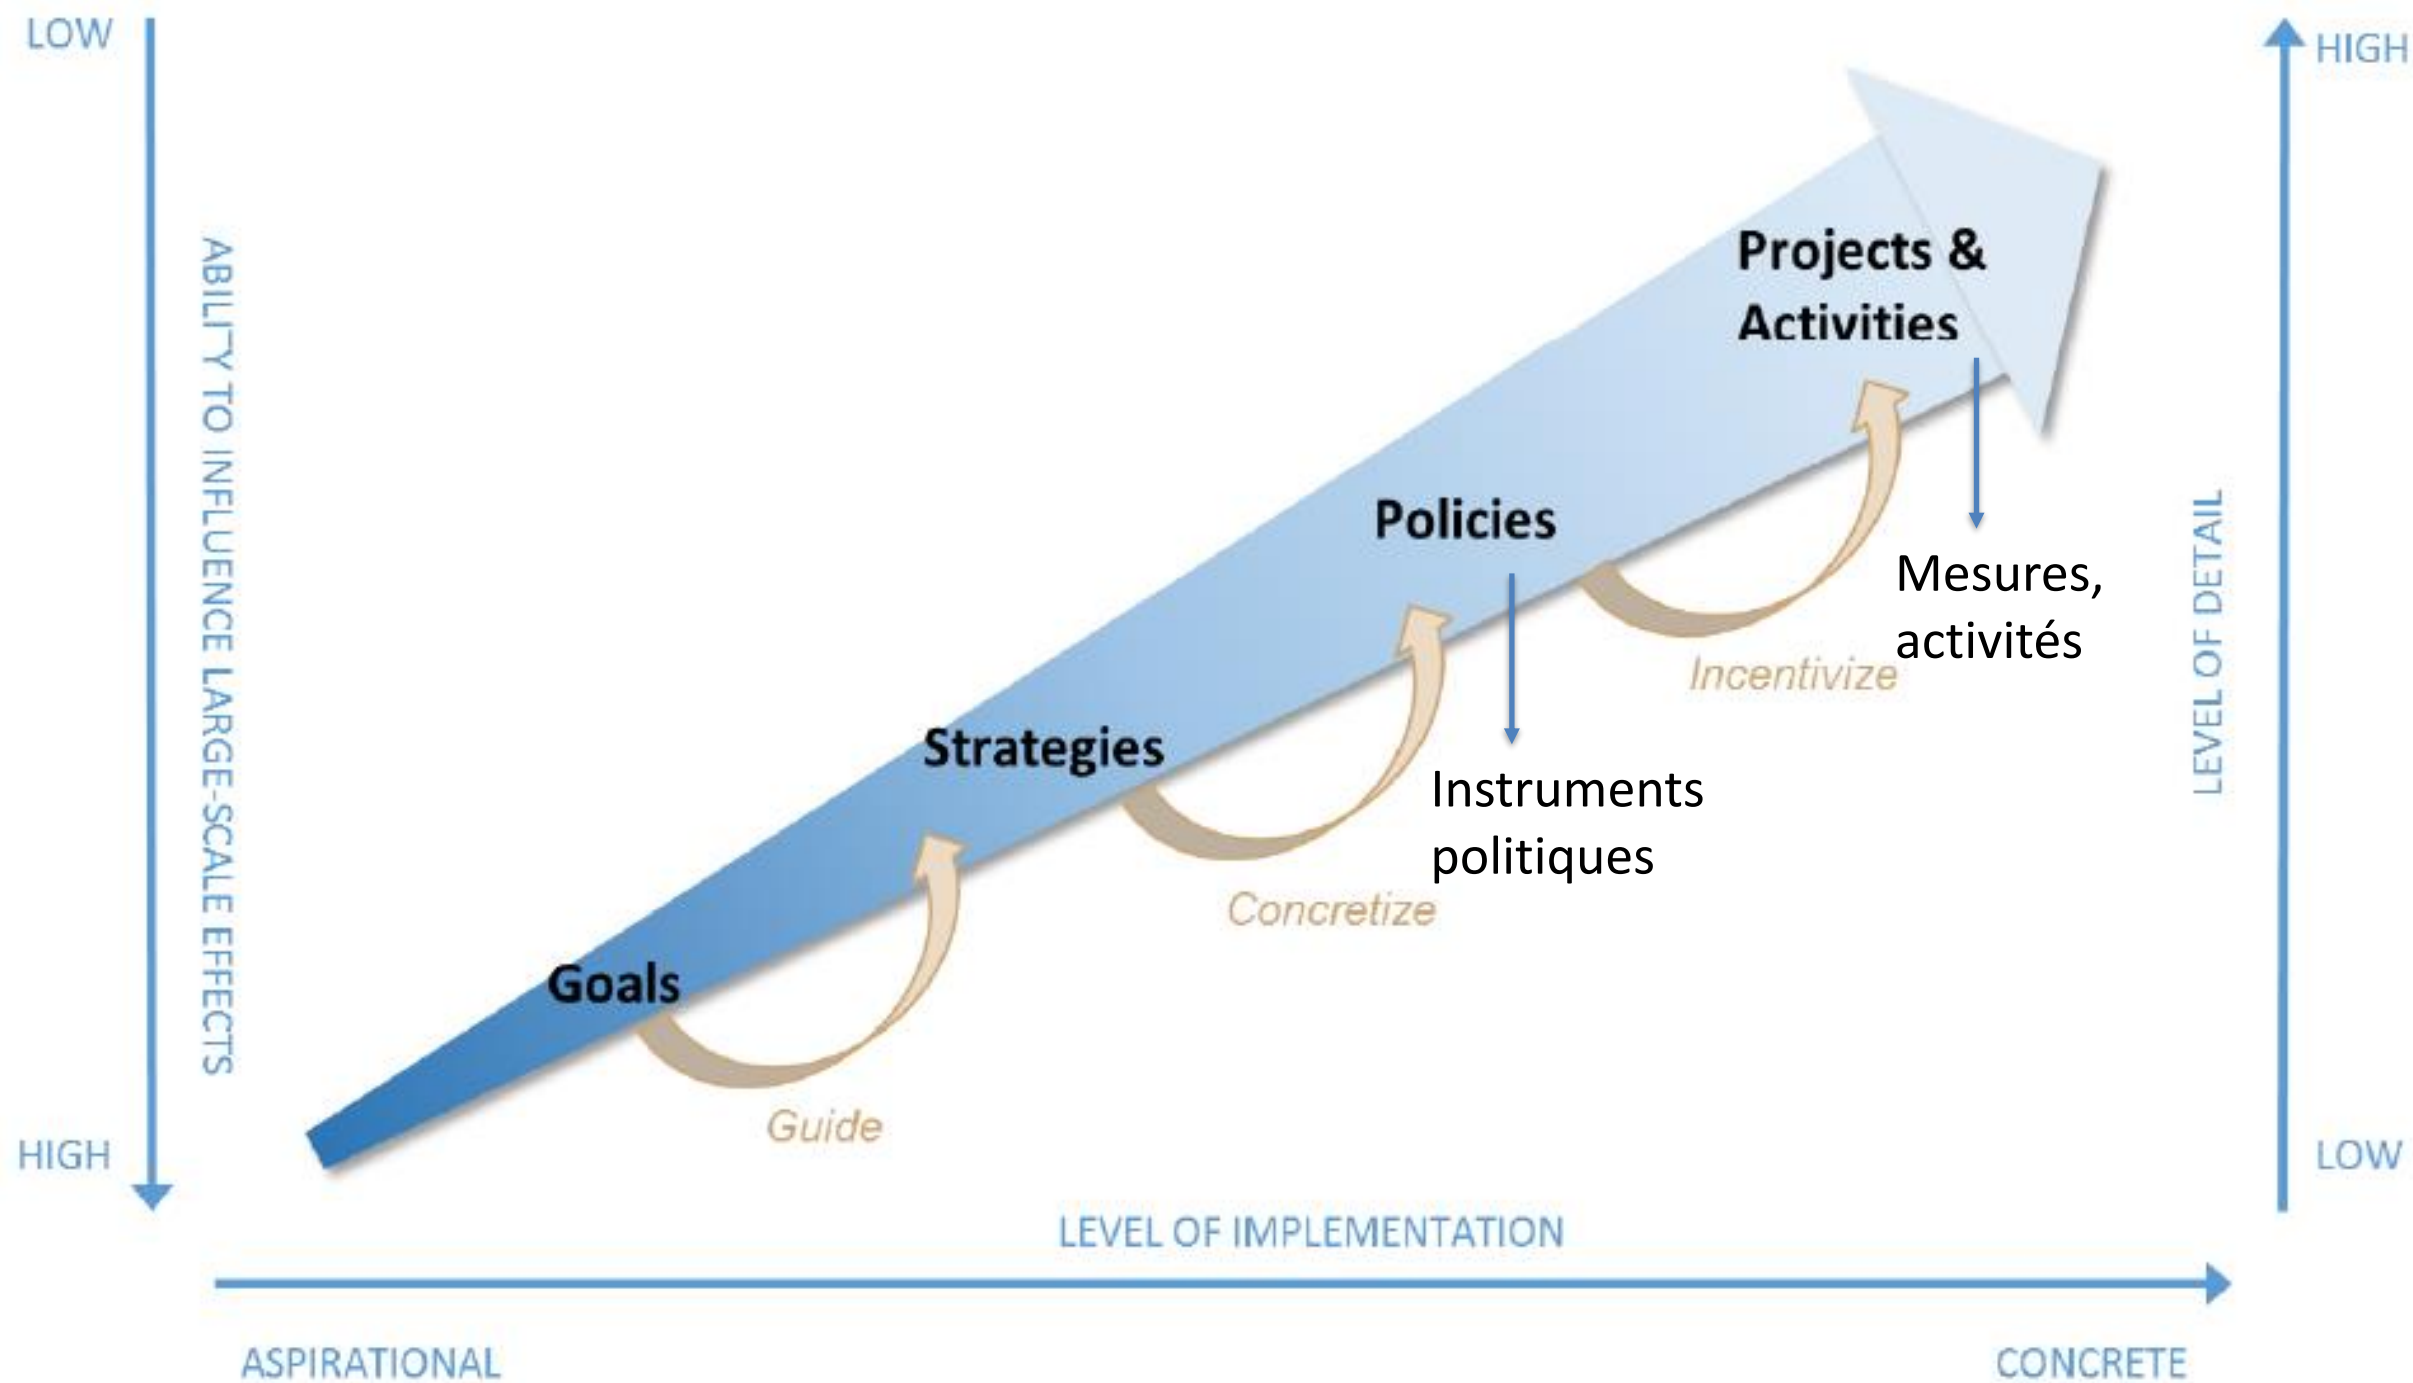 LOW
HIGH
ABILITY TO INFLUENCE LARGE-SCALE EFFECTS
Projects &
Activities
Policies
Mesures,
activités
Incentivize
LEVEL OF DETAIL
Strategies
Instruments
politiques
Concretize
Goals
Guide
HIGH
LOW
LEVEL OF IMPLEMENTATION
ASPIRATIONAL
CONCRETE